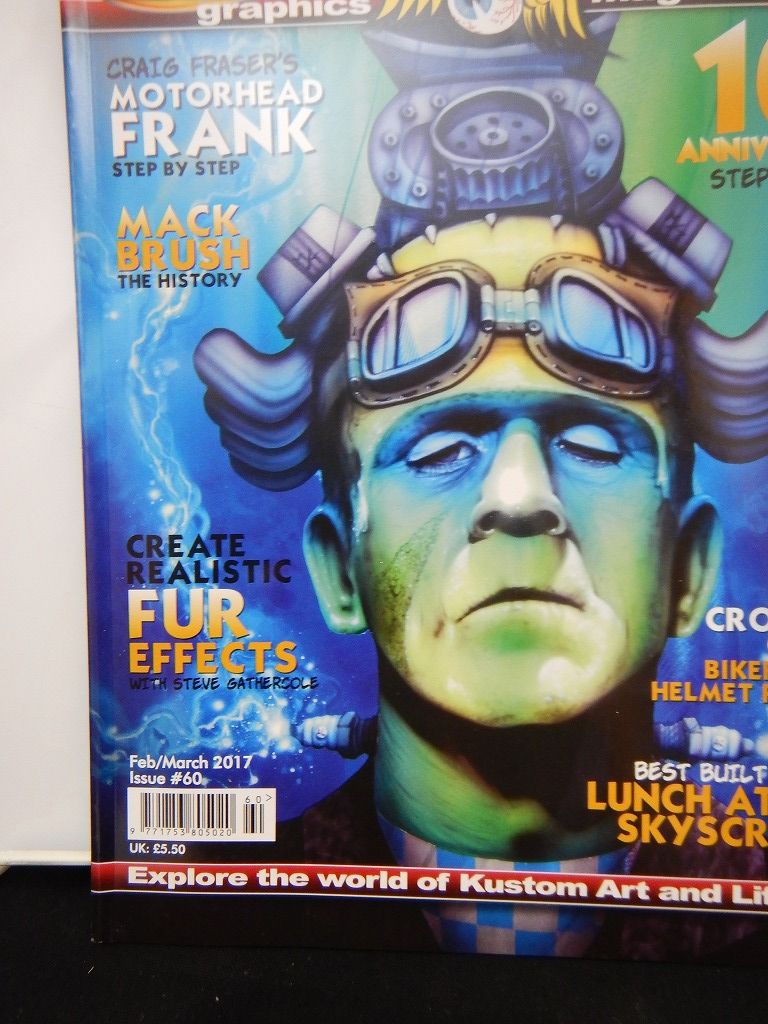 graphics
CRAIG FRASER'S
MOTORHEAD
FRANK
STEP BY STEP
MACK
BRUSH
THE HISTORY
ANNIV
STEP
CREATE
REALISTIC
FUR
EFFECTS
WITH STEVE GATHERCOLE
CRO
BIKE
HELMET
BEST BUILT
LUNCH AT
SKYSCR
Feb/March 2017
Issue #60
60>
9 771753 805020
UK: £5.50
Explore the world of Kustom Art and Lif